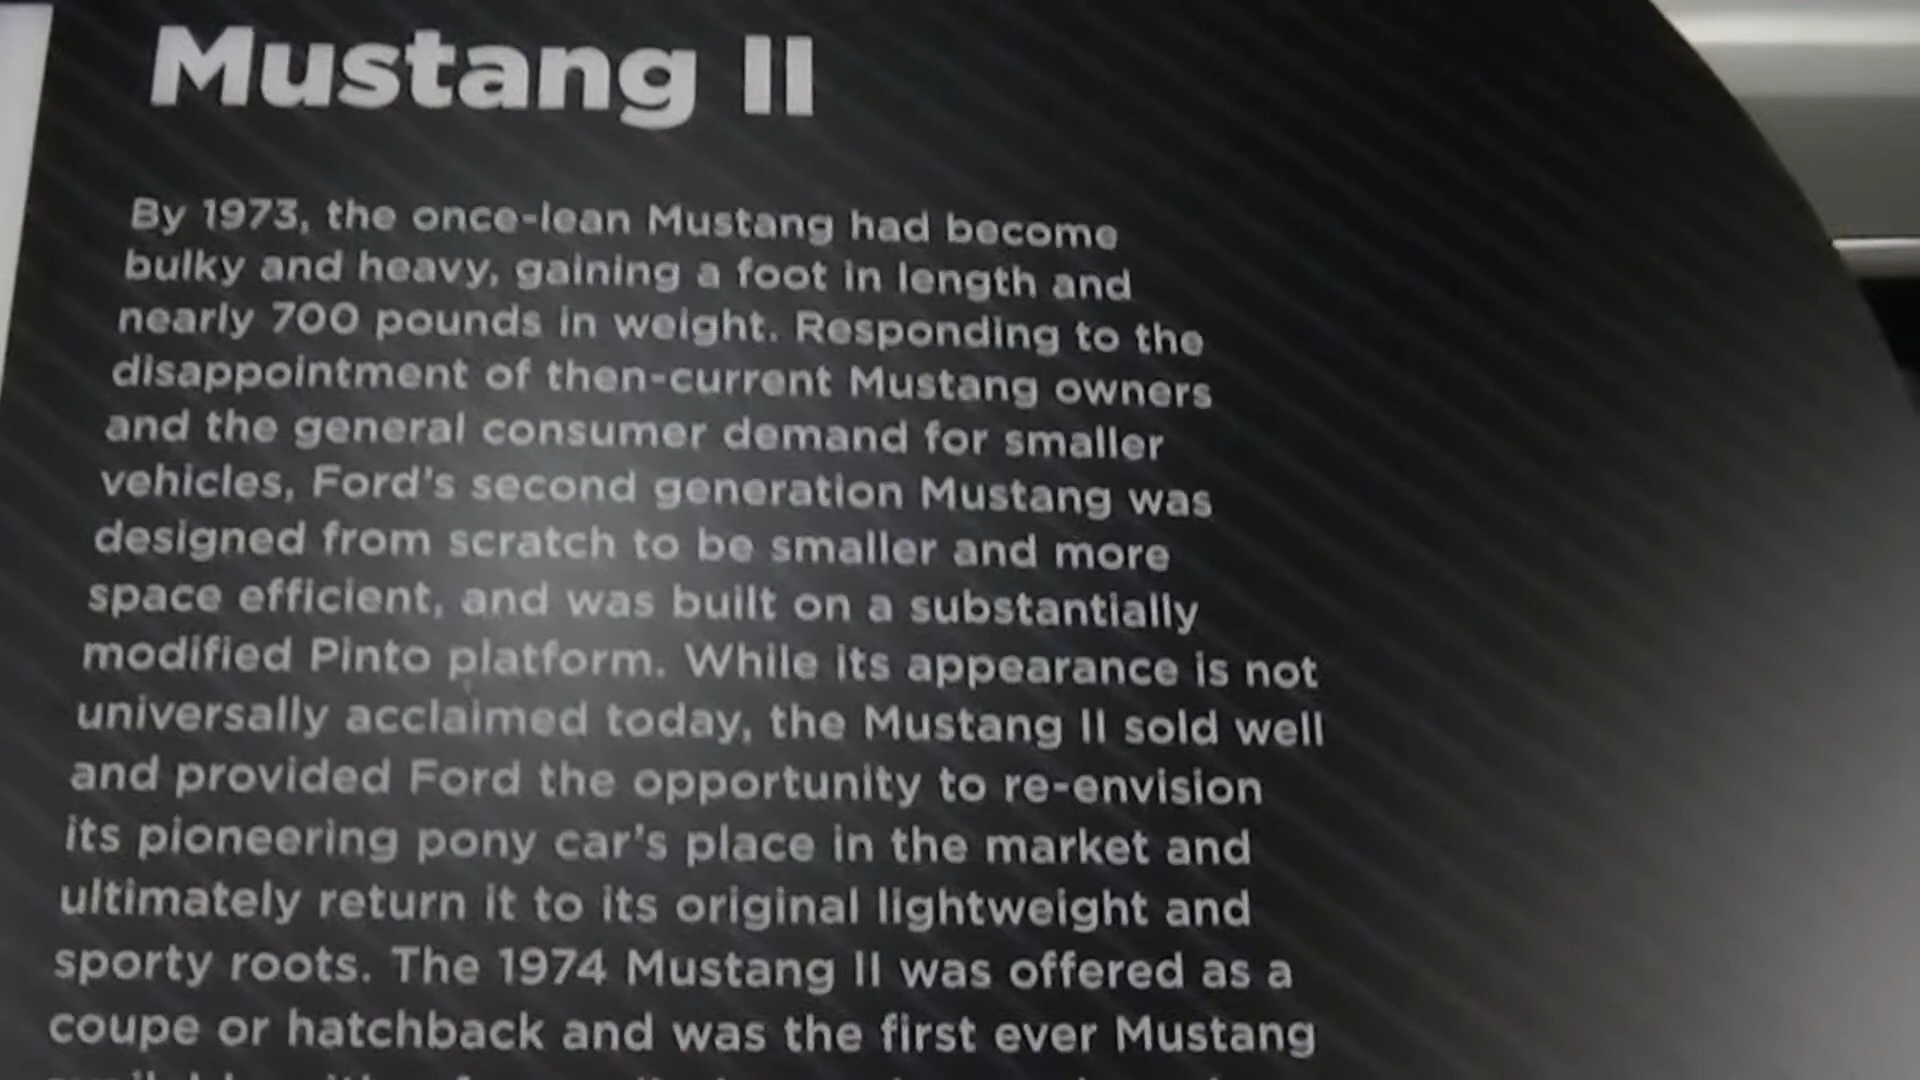 Mustang II
By 1973, the once-lean Mustang had become
bulky and heavy, gaining a foot in length and
nearly 700 pounds in weight. Responding to the
disappointment of then-current Mustang owners
and the general consumer demand for smaller
vehicles, Ford's second generation Mustang was
designed from scratch to be smaller and more
space efficient, and was built on a substantially
modified Pinto platform. While its appearance is not
universally acclaimed today, the Mustang II sold well
and provided Ford the opportunity to re-envision
its pioneering pony car's place in the market and
ultimately return it to its original lightweight and
sporty roots. The 1974 Mustang II was offered as a
coupe or hatchback and was the first ever Mustang